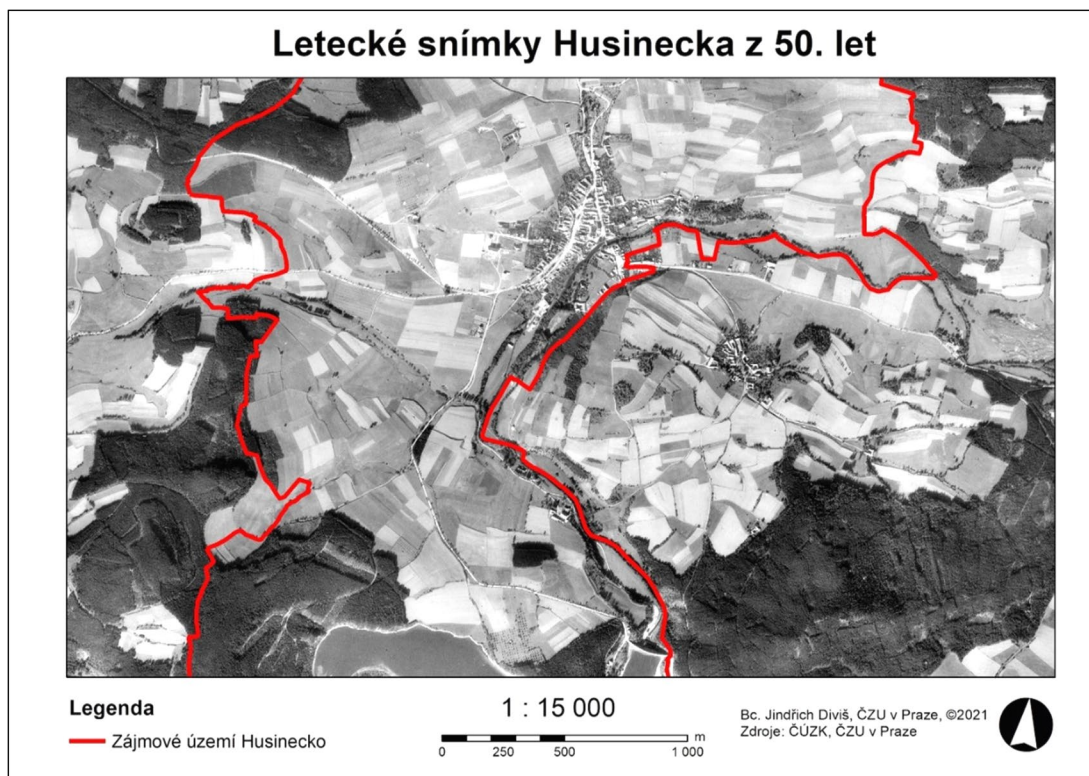 Letecké snímky Husinecka z 50. let
Legenda
Zájmové území Husinecko
1 : 15 000
m
0 250 500 1 000
Bc. Jindřich Diviš, ČZU v Praze, ©2021
Zdroje: ČÚZK, ČZU v Praze